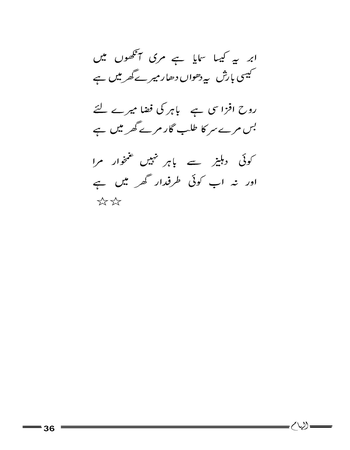 ابر یہ کیسا سمایا ہے مری آنکھوں میں
کیسی بارش یہ دھواں دھار میرے گھر میں ہے
روح افزا سی ہے باہر کی فضا میرے لئے
بس مرے سر کا طلب گار مرے گھر میں ہے
کوئی دہلیز سے باہر نہیں غمخوار مرا
اور نہ اب کوئی طرفدار گھر میں ہے
☆☆
36
الہام